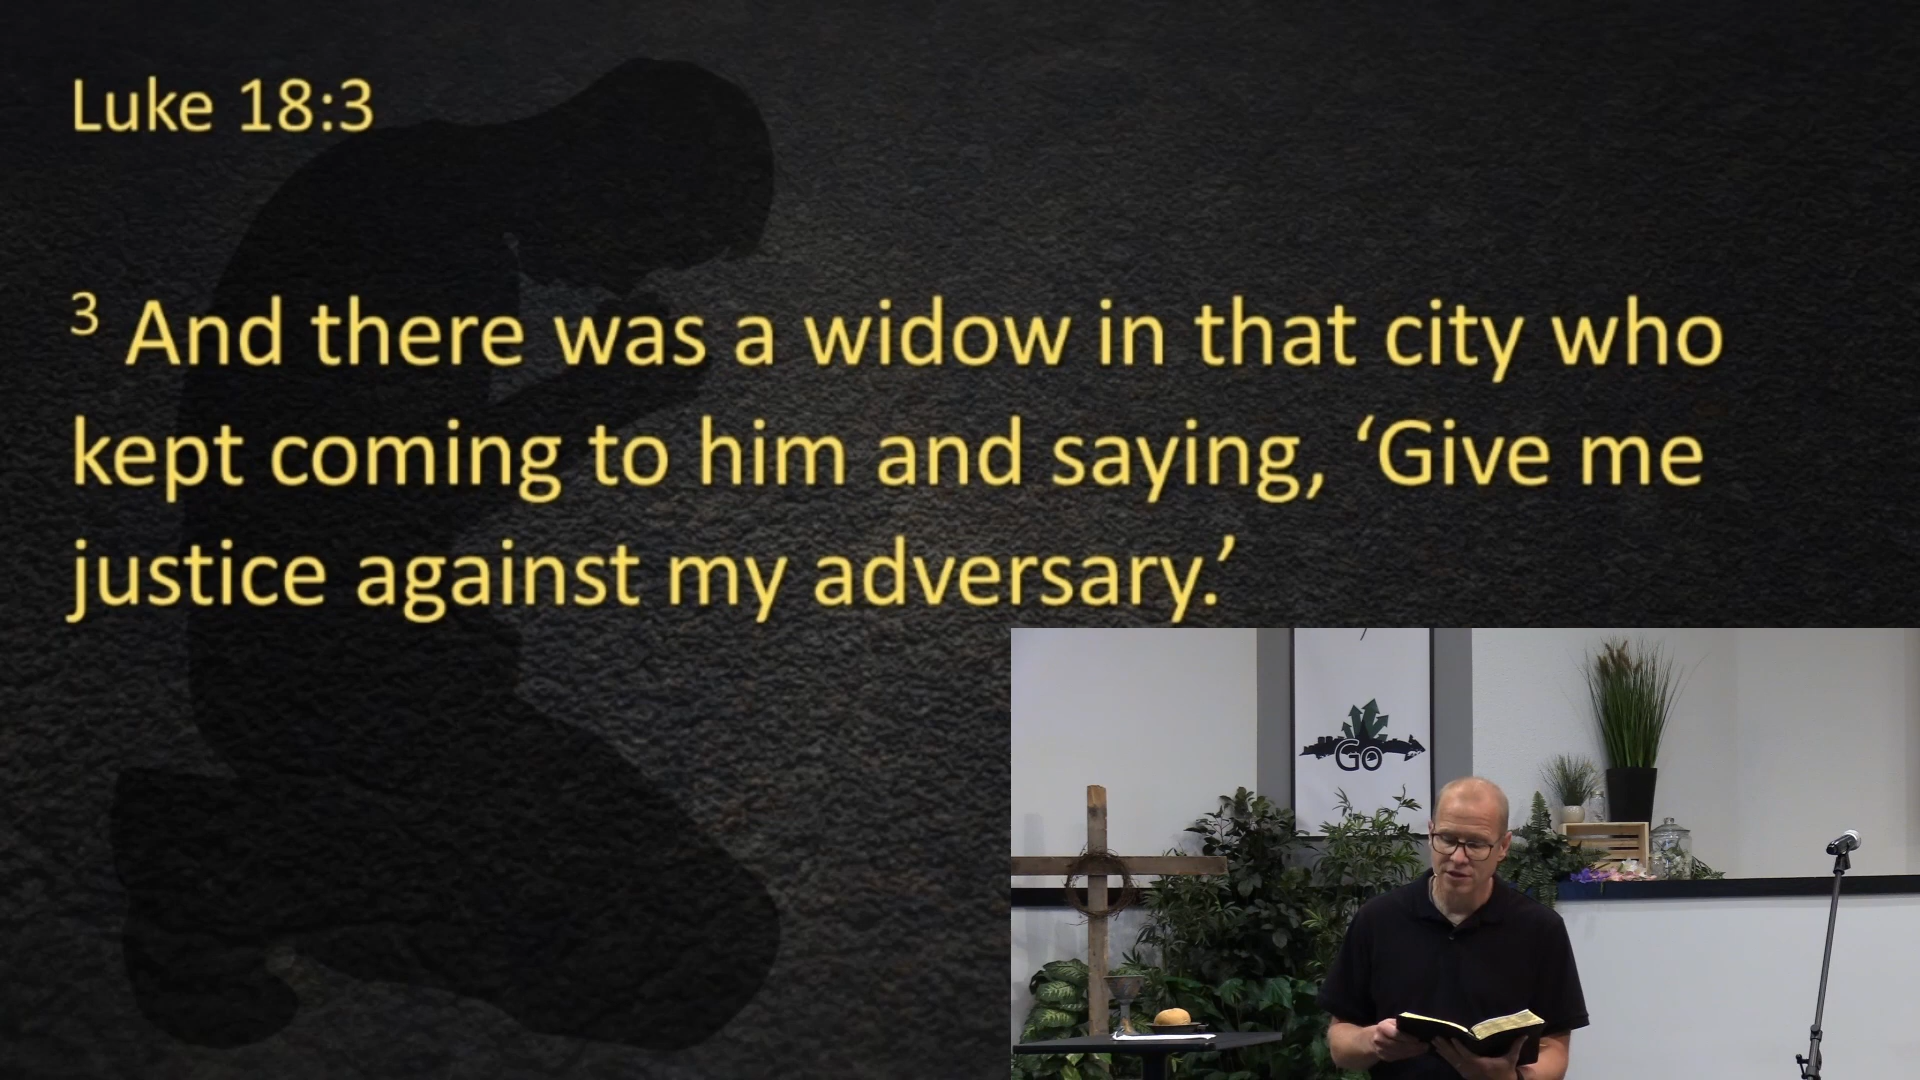 Luke 18:3
3 And there was a widow in that city who
kept coming to him and saying, ‘Give me
justice against my adversary.’
Go